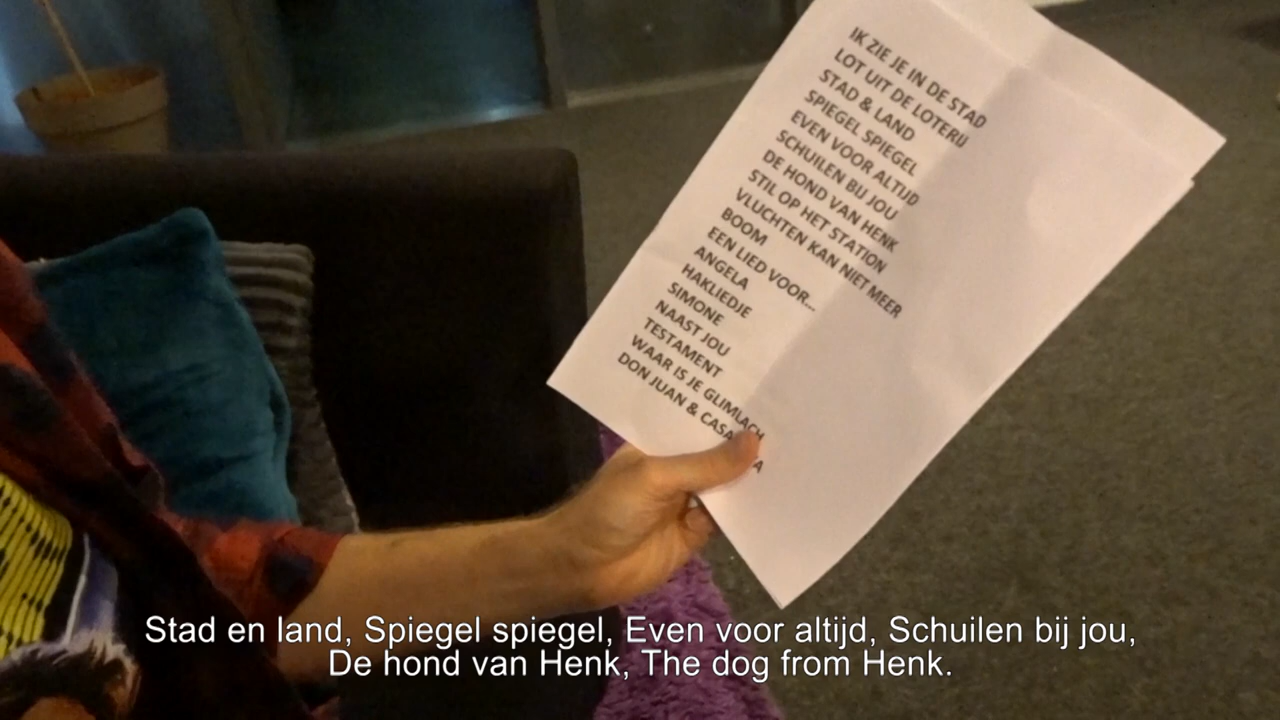 IK ZIE JE IN DE STAD
LOT UIT DE LOTERIJ
STAD & LAND
SPIEGEL SPIEGEL
EVEN VOOR ALTIJD
SCHUILEN BIJ JOU
DE HOND VAN HENK
STIL OP HET STATION
VLUCHTEN KAN NIET MEER
BOOM
EEN LIED VOOR...
ANGELA
HAKLIEDJE
SIMONE
NAAST JOU
TESTAMENT
WAAR IS JE GLIMLACH
DON JUAN &
Stad en land, Spiegel spiegel, Even voor altijd, Schuilen bij jou,
De hond van Henk, The dog from Henk.